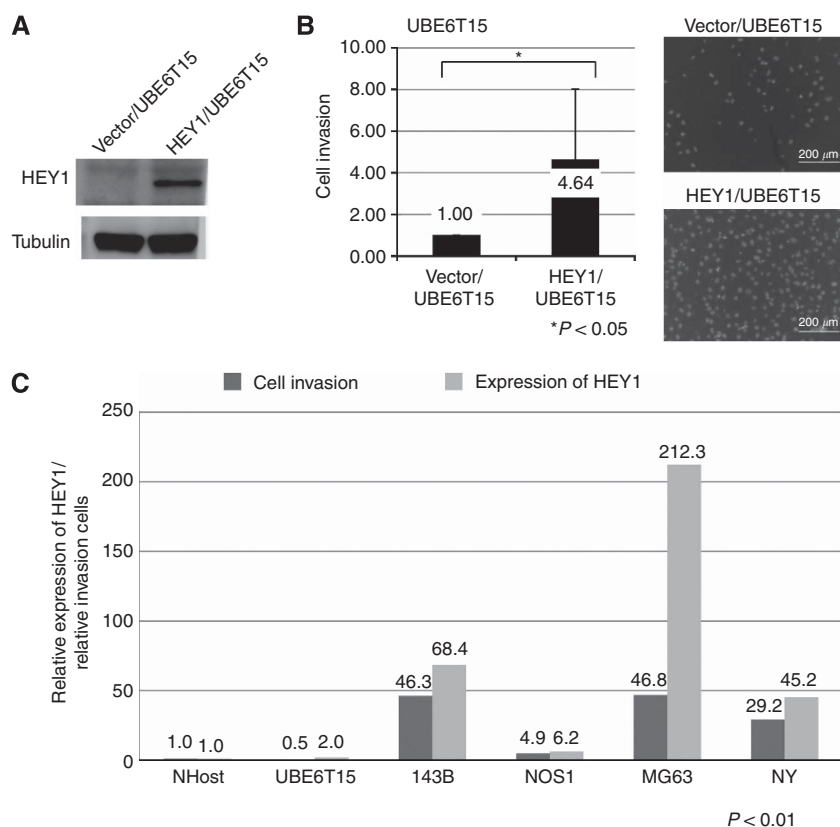 A
Vector/UBE6T15
HEY1/UBE6T15
HEY1
Tubulin
B
UBE6T15
Cell invasion
10.00
8.00
6.00
4.00
2.00
0.00
*
1.00
4.64
Vector/
UBE6T15
HEY1/
UBE6T15
*P < 0.05
Vector/UBE6T15
200 μm
HEY1/UBE6T15
200 μm
C
Cell invasion
Expression of HEY1
Relative expression of HEY1/
relative invasion cells
250
200
150
100
50
0
1.0 1.0
0.5 2.0
46.3 68.4
4.9 6.2
46.8 212.3
29.2 45.2
NHost UBE6T15 143B NOS1 MG63 NY
P < 0.01